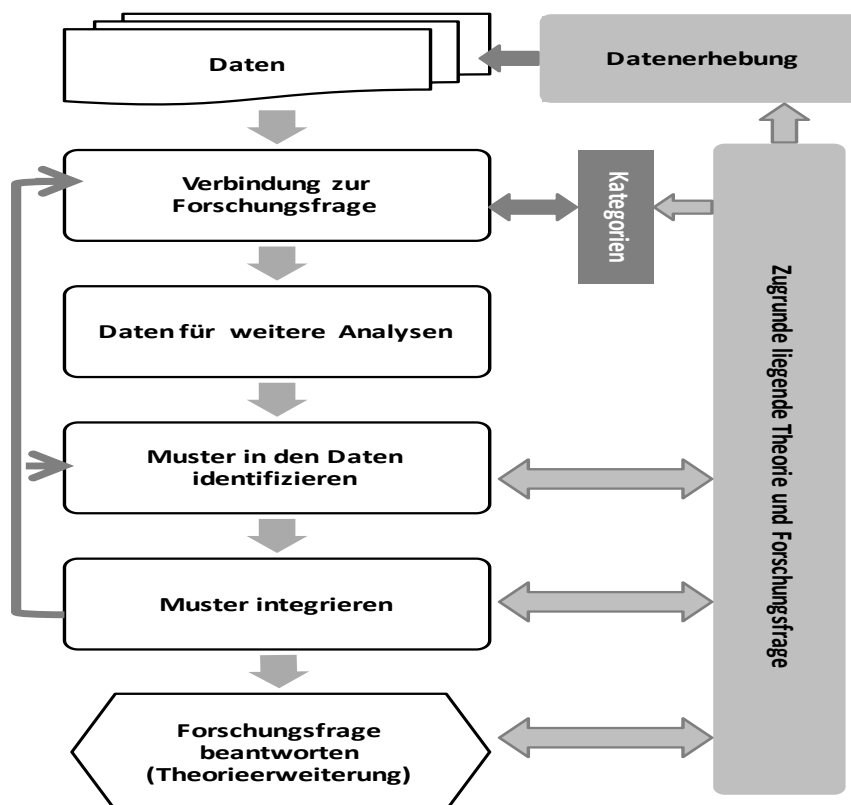 Daten
Datenerhebung
Verbindung zur
Forschungsfrage
Kategorien
Daten für weitere Analysen
Muster in den Daten
identifizieren
Muster integrieren
Forschungsfrage
beantworten
(Theorieerweiterung)
Zugrunde liegende Theorie und Forschungsfrage